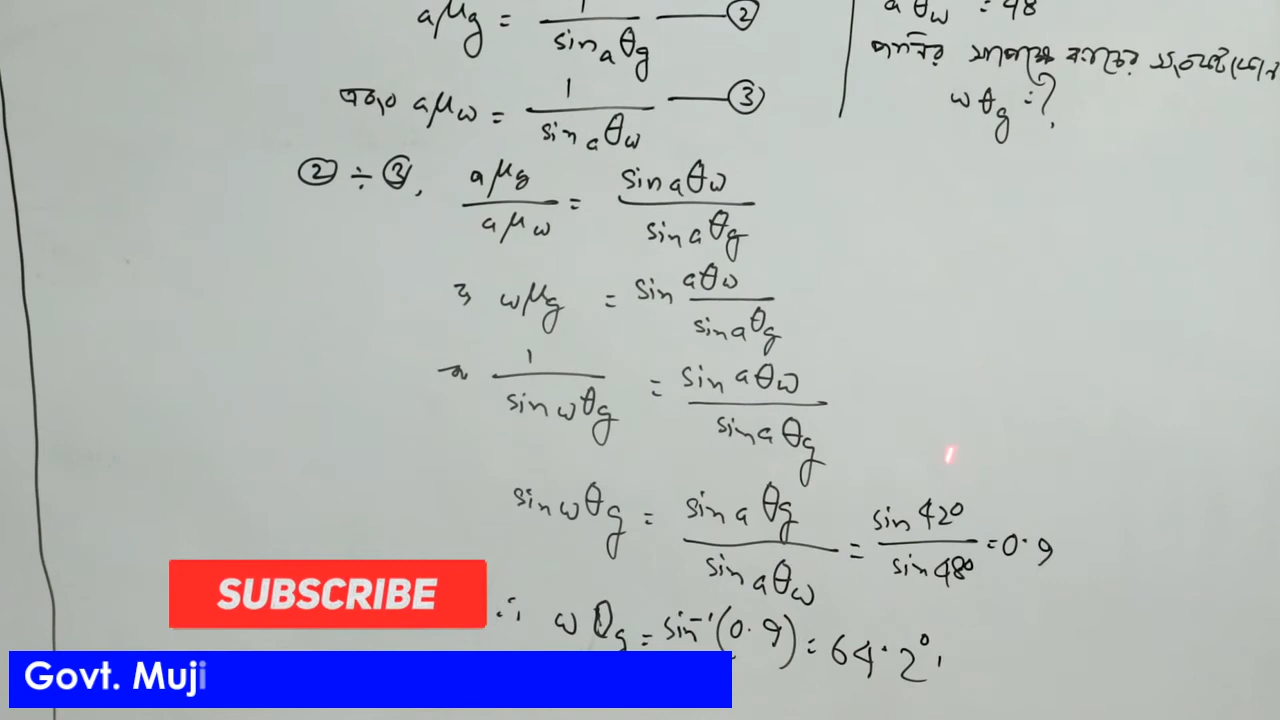 aμg = 1 / sin aθg —— ②
এবং aμw = 1 / sin aθw —— ③
② ÷ ③, aμg / aμw = sin aθw / sin aθg
বা wμg = sin aθw / sin aθg
বা 1 / sin wθg = sin aθw / sin aθg
sin wθg = sin aθg / sin aθw = sin 42° / sin 48° = 0.9
∴ wθg = sin⁻¹(0.9) = 64.2°
aθw = 48
পানির সাপেক্ষে কাচের
wθg = ?
SUBSCRIBE
Govt. Muji